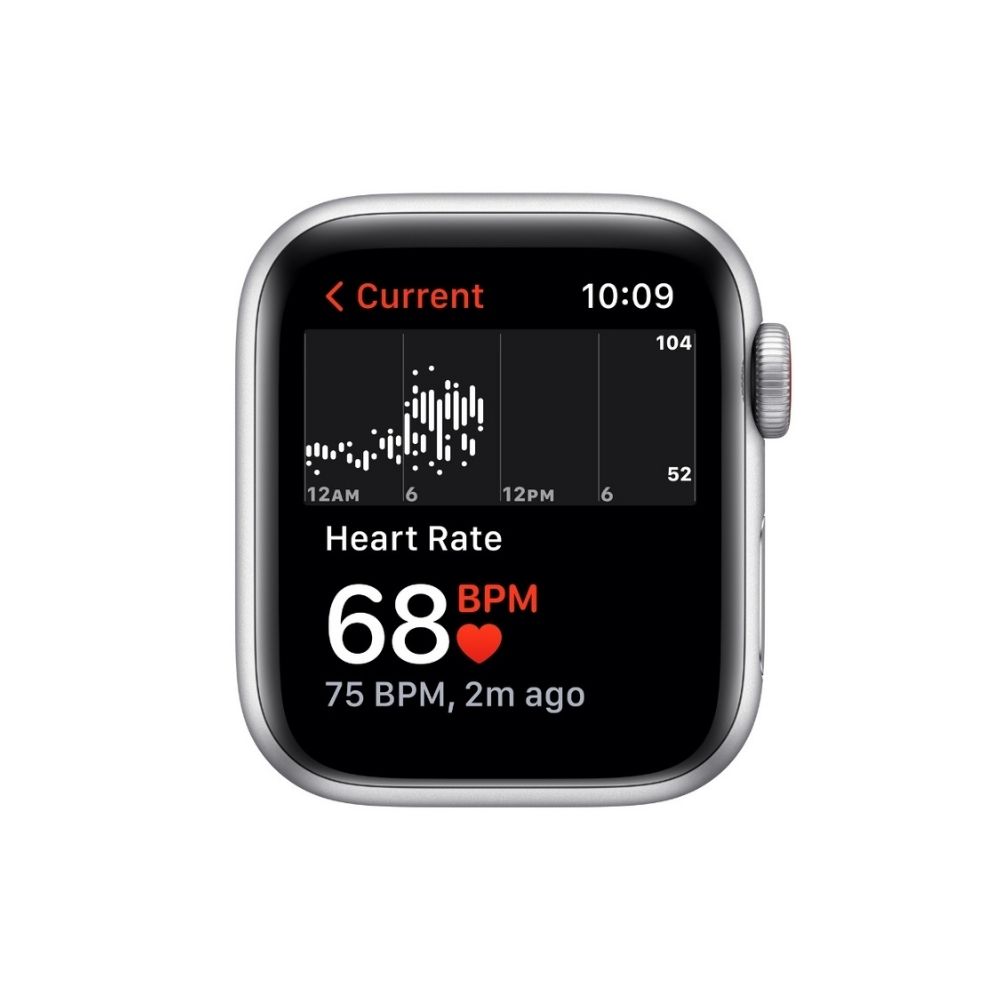 < Current 10:09
104
52
12AM 6 12PM 6
Heart Rate
68 BPM
75 BPM, 2m ago